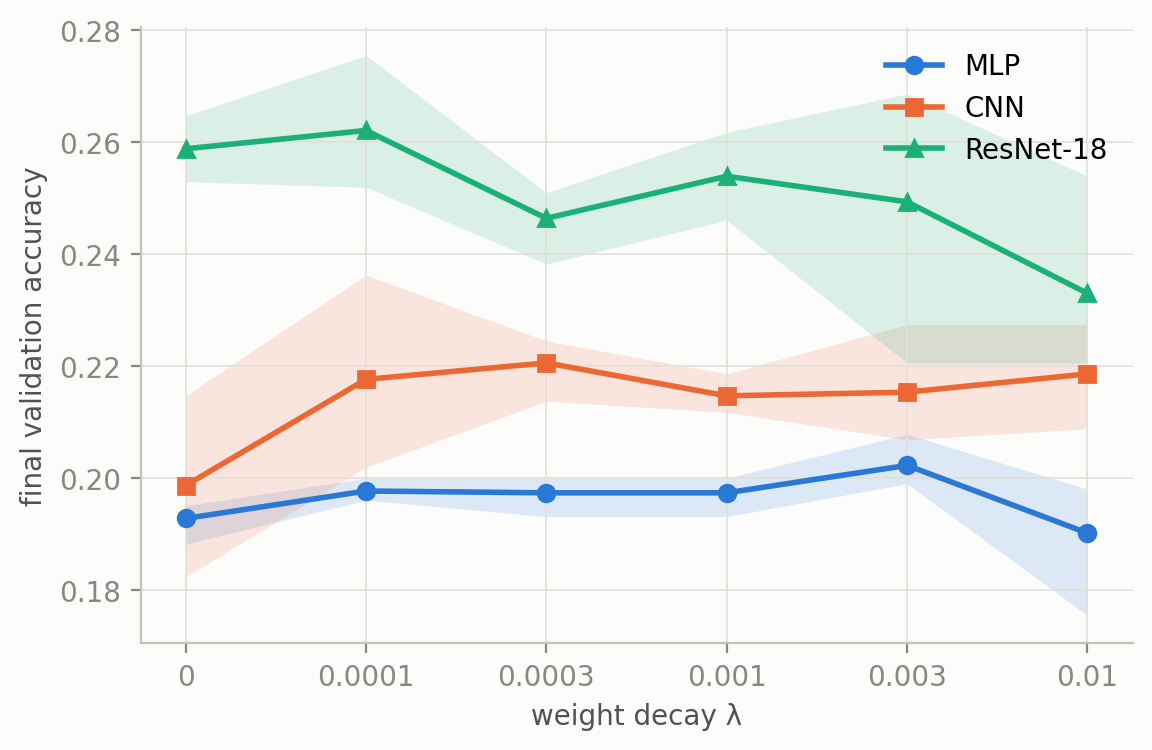 0.28
0.26
0.24
0.22
0.20
0.18
final validation accuracy
MLP
CNN
ResNet-18
0 0.0001 0.0003 0.001 0.003 0.01
weight decay λ